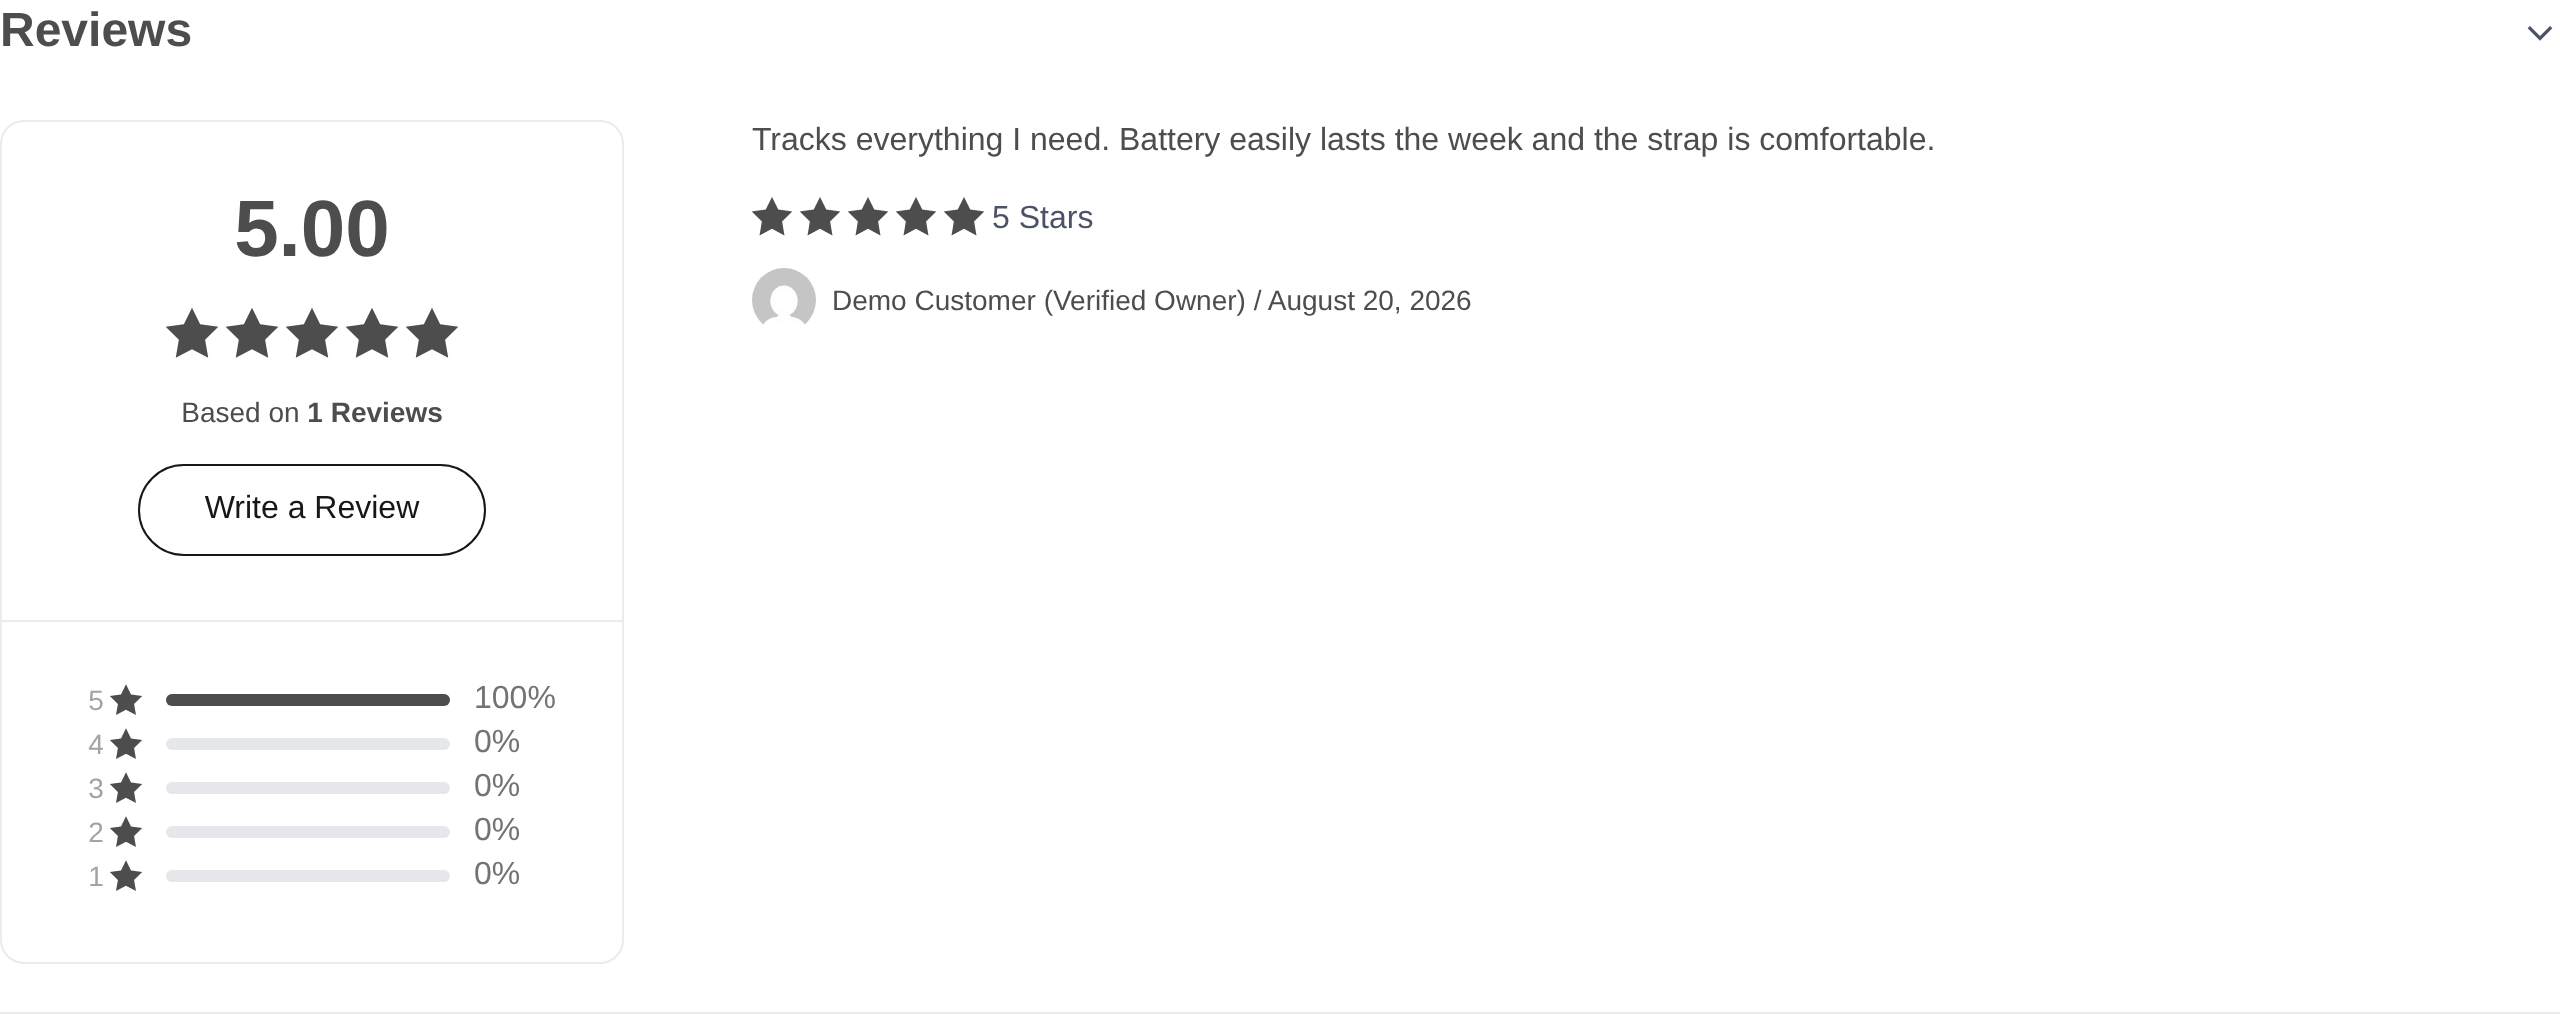 Reviews
5.00
Based on 1 Reviews
Write a Review
5 100%
4 0%
3 0%
2 0%
1 0%
Tracks everything I need. Battery easily lasts the week and the strap is comfortable.
5 Stars
Demo Customer (Verified Owner) / August 20, 2026